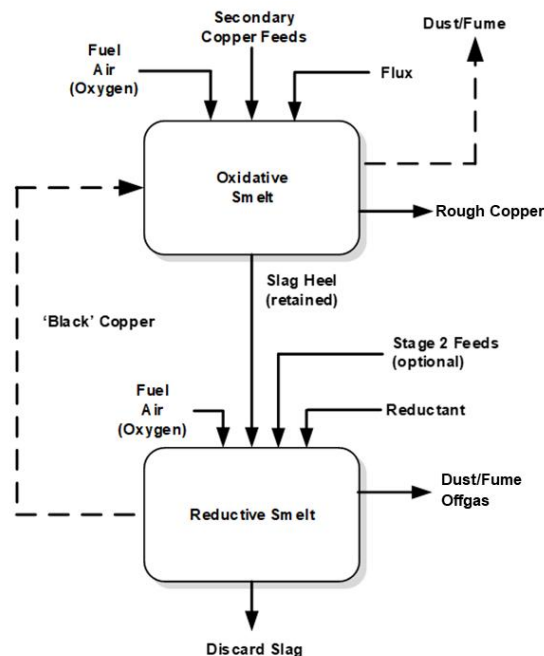 Secondary
Copper Feeds
Dust/Fume
Fuel
Air
(Oxygen)
Flux
Oxidative
Smelt
Rough Copper
Slag Heel
(retained)
'Black' Copper
Stage 2 Feeds
(optional)
Fuel
Air
(Oxygen)
Reductant
Reductive Smelt
Dust/Fume
Offgas
Discard Slag